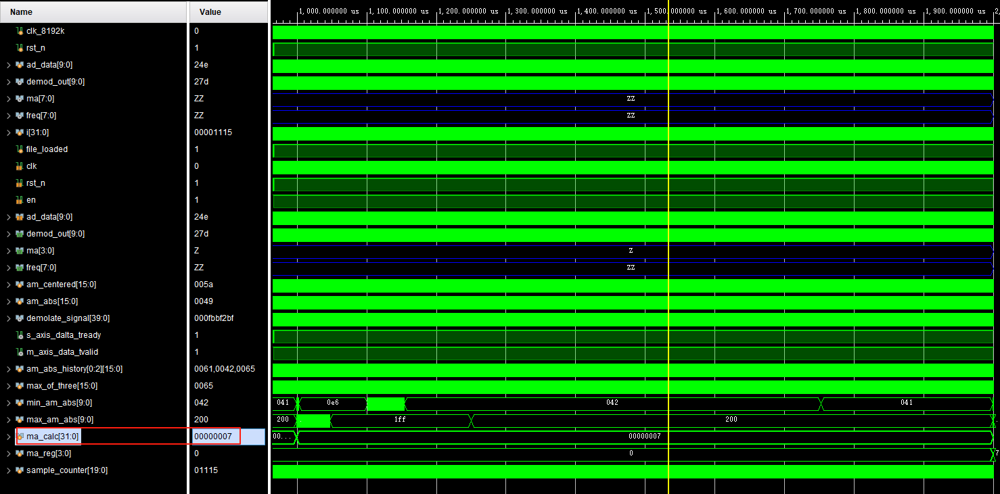 Name Value 1,000.000000 us 1,100.000000 us 1,200.000000 us 1,300.000000 us 1,400.000000 us 1,500.000000 us 1,600.000000 us 1,700.000000 us 1,800.000000 us 1,900.000000 us 2,
clk_8192k 0
rst_n 1
ad_data[9:0] 24e
demod_out[9:0] 27d
ma[7:0] ZZ ZZ
freq[7:0] ZZ ZZ
i[31:0] 00001115
file_loaded 1
clk 0
rst_n 1
en 1
ad_data[9:0] 24e
demod_out[9:0] 27d
ma[3:0] Z Z
freq[7:0] ZZ ZZ
am_centered[15:0] 005a
am_abs[15:0] 0049
demolate_signal[39:0] 000fbbf2bf
s_axis_dalta_tready 1
m_axis_data_tvalid 1
am_abs_history[0:2][15:0] 0061,0042,0065
max_of_three[15:0] 0065
min_am_abs[9:0] 042 041 0e6 042 041
max_am_abs[9:0] 200 200 1ff 200 .
ma_calc[31:0] 00000007 00... 00000007
ma_reg[3:0] 0 0 7
sample_counter[19:0] 01115